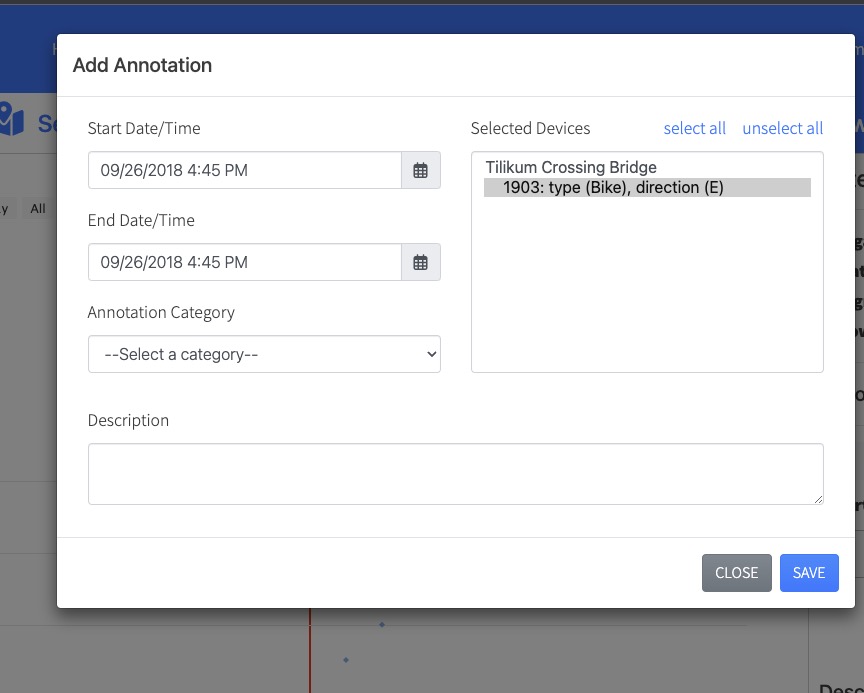 Add Annotation
Start Date/Time
09/26/2018 4:45 PM
End Date/Time
09/26/2018 4:45 PM
Annotation Category
--Select a category--
Selected Devices select all unselect all
Tilikum Crossing Bridge
1903: type (Bike), direction (E)
Description
CLOSE SAVE
All